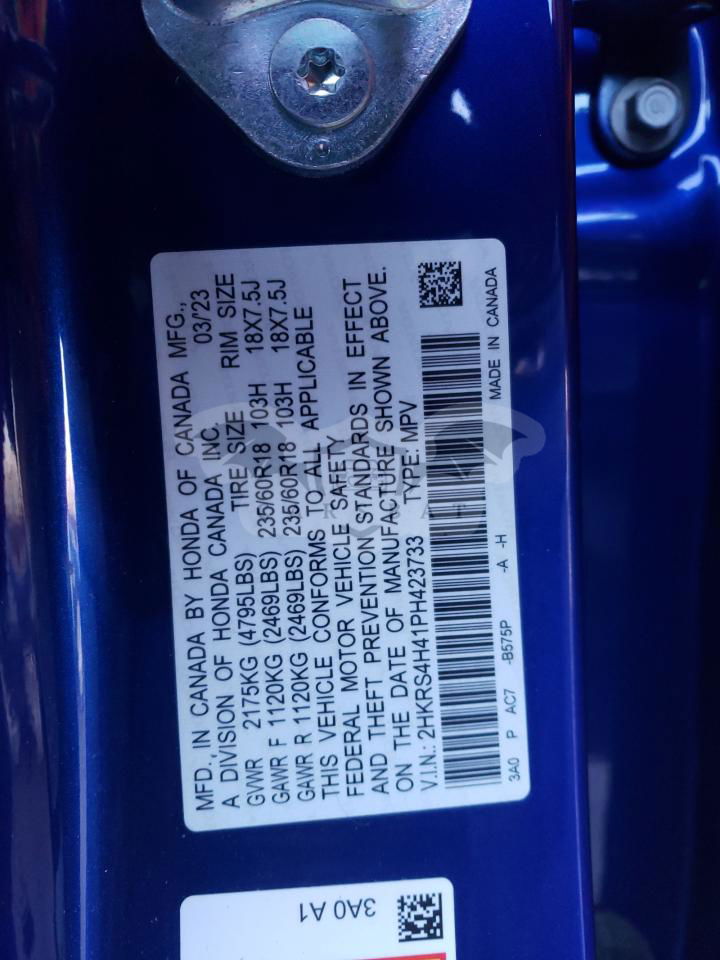 MFD., IN CANADA BY HONDA OF CANADA MFG.,
A DIVISION OF HONDA CANADA INC. 03/'23
GVWR 2175KG (4795LBS) TIRE SIZE RIM SIZE
GAWR F 1120KG (2469LBS) 235/60R18 103H 18X7.5J
GAWR R 1120KG (2469LBS) 235/60R18 103H 18X7.5J
THIS VEHICLE CONFORMS TO ALL APPLICABLE
FEDERAL MOTOR VEHICLE SAFETY
AND THEFT PREVENTION STANDARDS IN EFFECT
ON THE DATE OF MANUFACTURE SHOWN ABOVE.
V.I.N.: 2HKRS4H41PH423733 TYPE: MPV
3A0 P AC7 -B575P -A -H MADE IN CANADA
3A0 A1